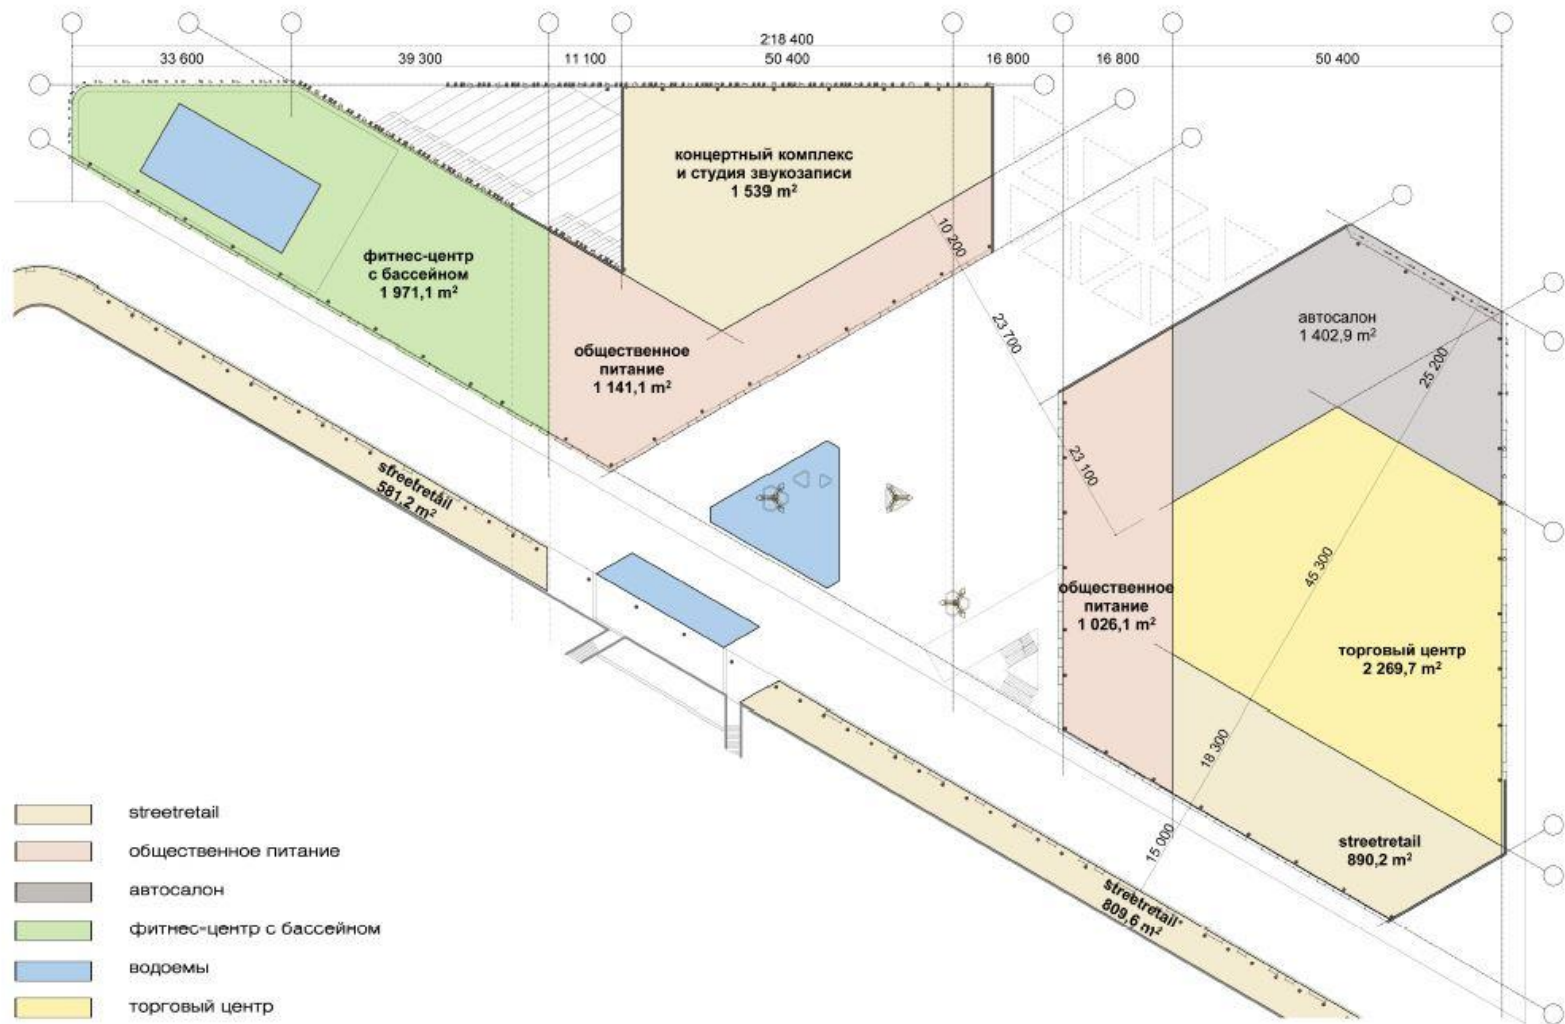 218 400
33 600
39 300
11 100
50 400
16 800
16 800
50 400
концертный комплекс
и студия звукозаписи
1 539 m²
10 200
фитнес-центр
с бассейном
1 971,1 m²
23 700
автосалон
1 402,9 m²
25 200
общественное
питание
1 141,1 m²
23 100
streetretail
581,2 m²
45 300
общественное
питание
1 026,1 m²
торговый центр
2 269,7 m²
18 300
15 000
streetretail
890,2 m²
streetretail
809,6 m²
streetretail
общественное питание
автосалон
фитнес-центр с бассейном
водоемы
торговый центр